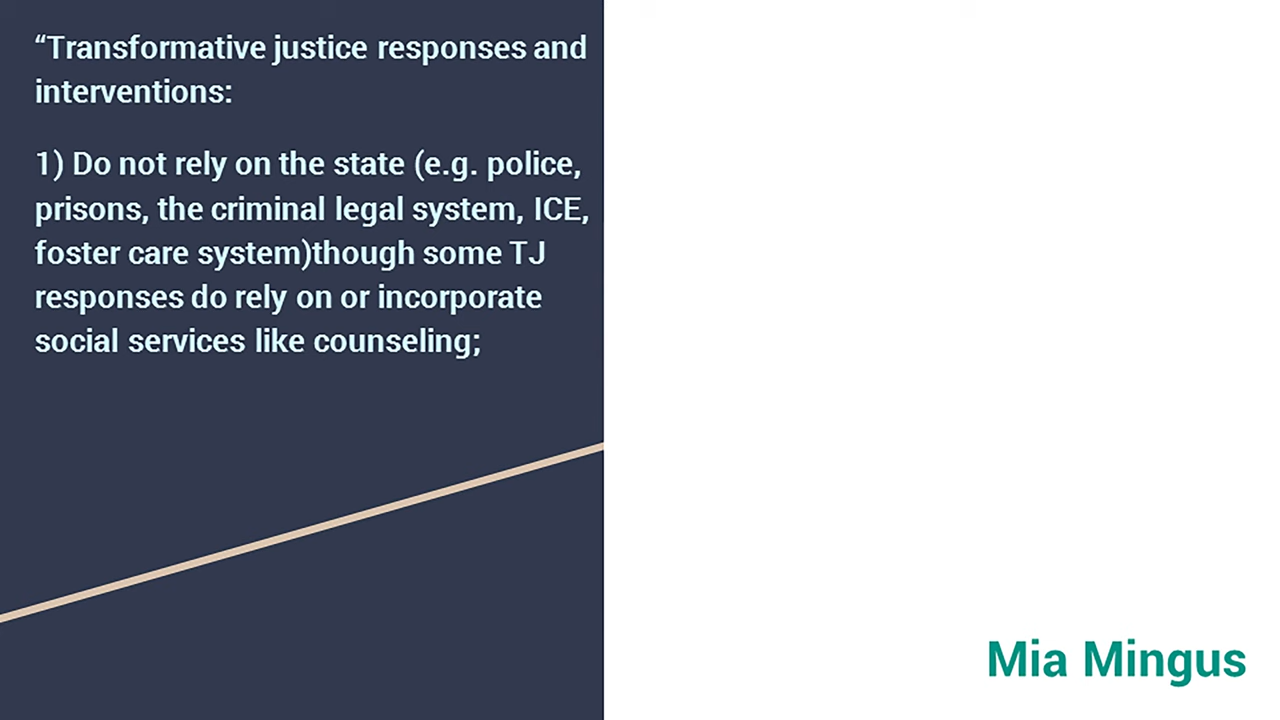 “Transformative justice responses and
interventions:
1) Do not rely on the state (e.g. police,
prisons, the criminal legal system, ICE,
foster care system)though some TJ
responses do rely on or incorporate
social services like counseling;
Mia Mingus